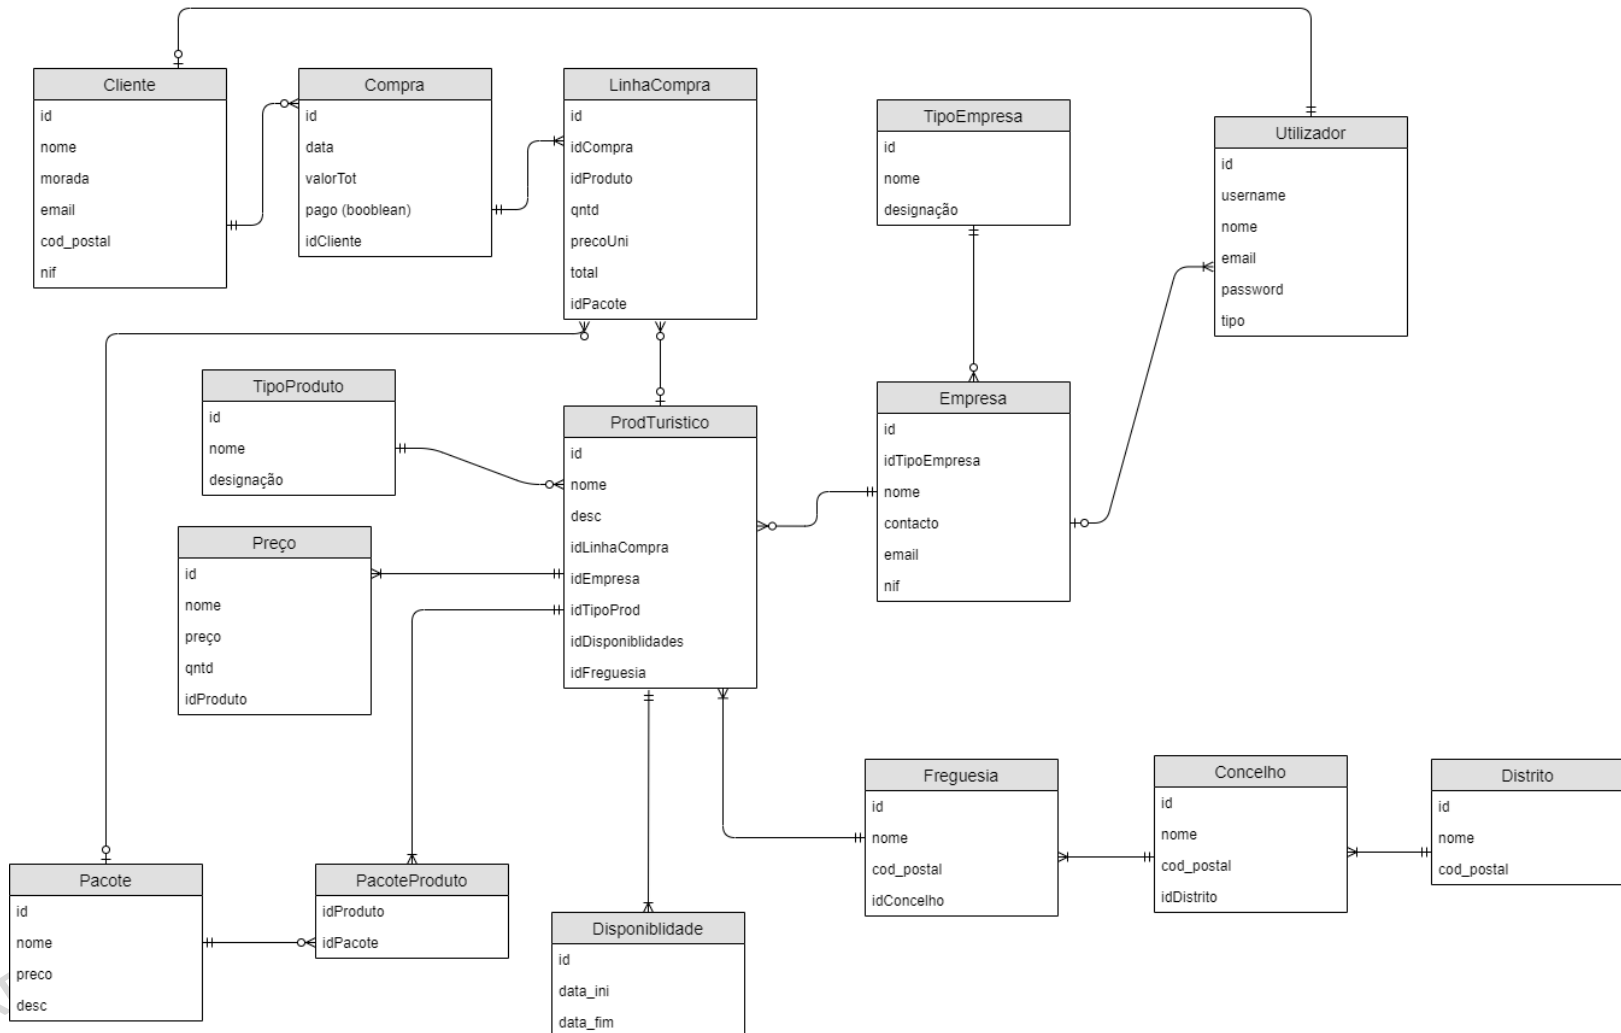 Cliente
id
nome
morada
email
cod_postal
nif
Compra
id
data
valorTot
pago (booblean)
idCliente
LinhaCompra
id
idCompra
idProduto
qntd
precoUni
total
idPacote
TipoEmpresa
id
nome
designação
Utilizador
id
username
nome
email
password
tipo
TipoProduto
id
nome
designação
ProdTuristico
id
nome
desc
idLinhaCompra
idEmpresa
idTipoProd
idDisponiblidades
idFreguesia
Empresa
id
idTipoEmpresa
nome
contacto
email
nif
Preço
id
nome
preço
qntd
idProduto
Freguesia
id
nome
cod_postal
idConcelho
Concelho
id
nome
cod_postal
idDistrito
Distrito
id
nome
cod_postal
Pacote
id
nome
preco
desc
PacoteProduto
idProduto
idPacote
Disponiblidade
id
data_ini
data_fim